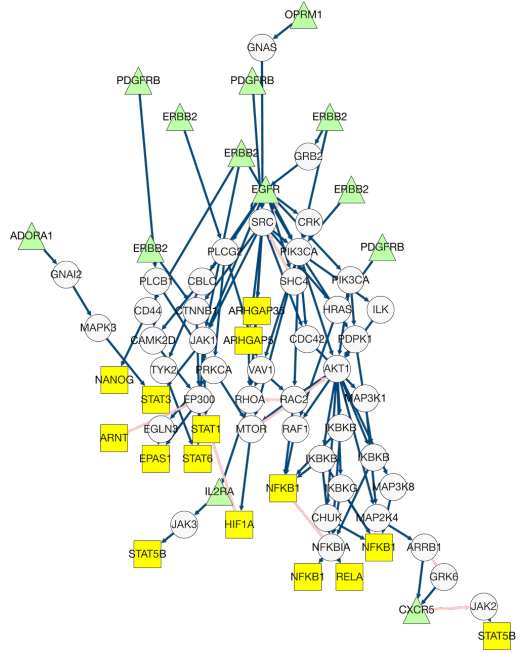 OPRM1
GNAS
PDGFRB
PDGFRB
ERBB2
ERBB2
ERBB2
GRB2
EGFR
ERBB2
SRC
CRK
ADORA1
ERBB2
PLCG2
PIK3CA
PDGFRB
GNAI2
PLCB1
CBLC
SHC4
PIK3CA
CD44
CTNNB1
ARHGAP35
HRAS
ILK
MAPK3
CAMK2D
JAK1
ARHGAP5
CDC42
PDPK1
NANOG
TYK2
PRKCA
VAV1
AKT1
STAT3
EP300
RHOA
RAC2
MAP3K1
ARNT
EGLN3
STAT1
MTOR
RAF1
IKBKB
EPAS1
STAT6
IKBKB
IKBKB
IL2RA
NFKB1
IKBKG
MAP3K8
JAK3
HIF1A
CHUK
MAP2K4
STAT5B
NFKBIA
NFKB1
ARRB1
NFKB1
RELA
GRK6
CXCR5
JAK2
STAT5B